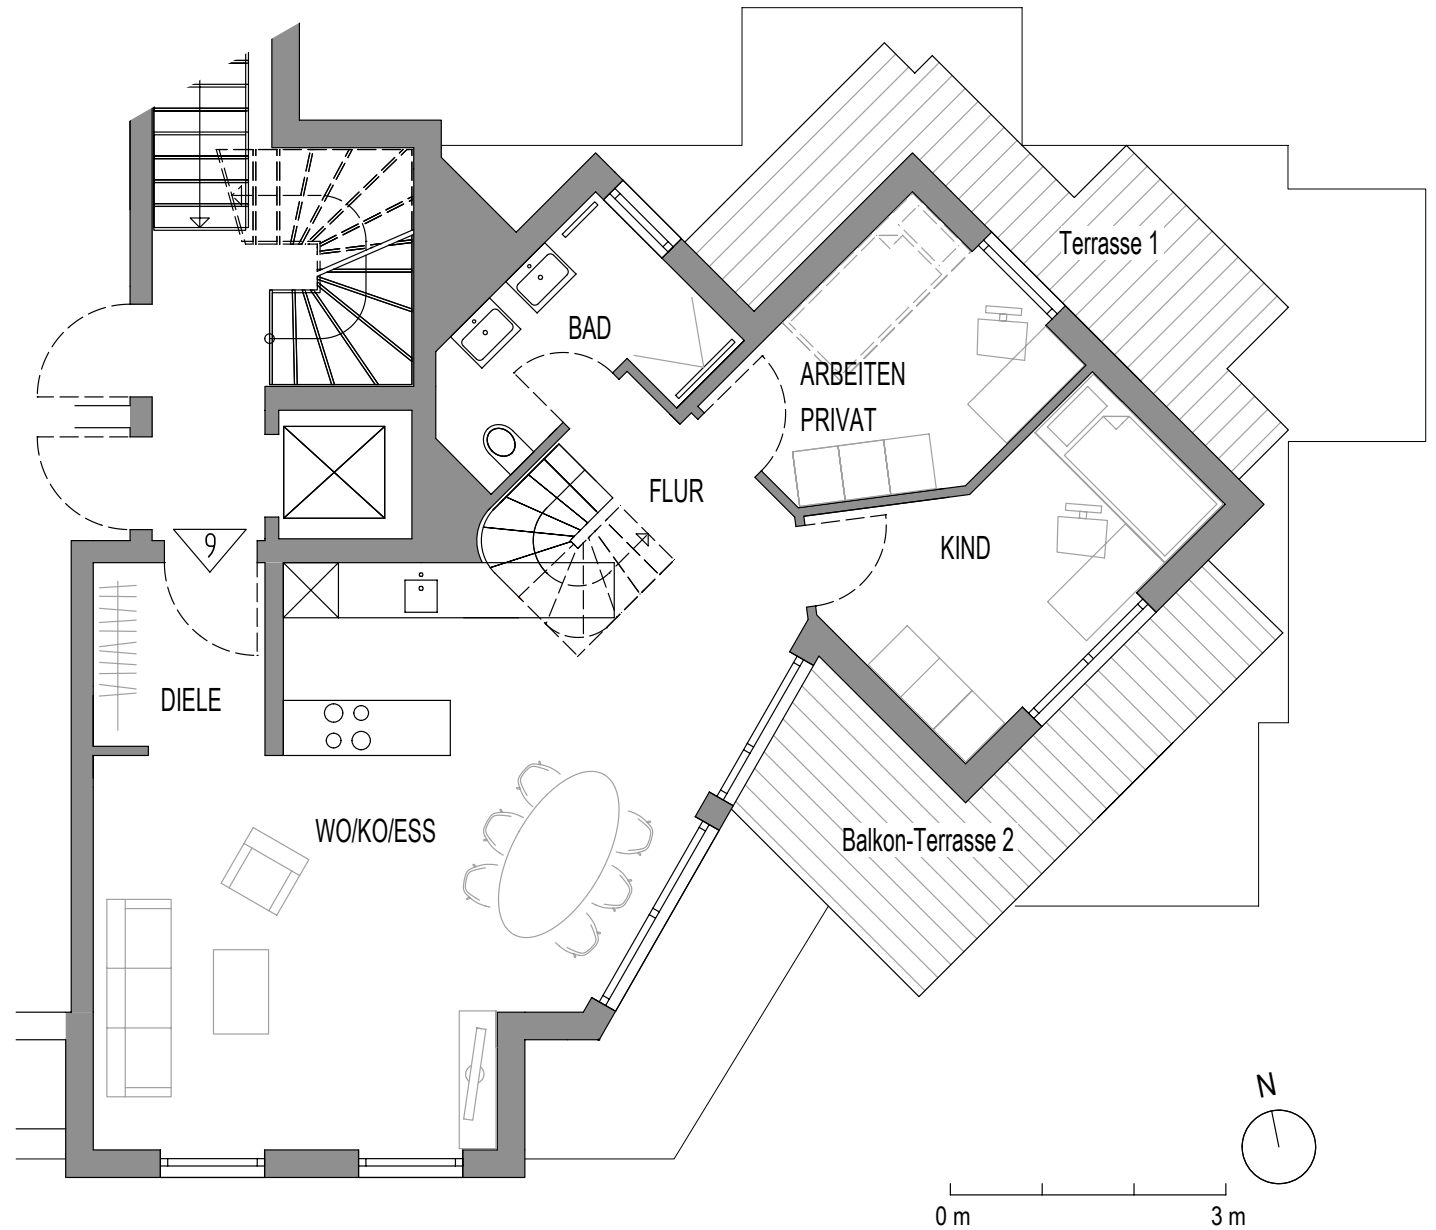 Terrasse 1
BAD
ARBEITEN
PRIVAT
FLUR
9
KIND
DIELE
WO/KO/ESS
Balkon-Terrasse 2
N
0 m
3 m